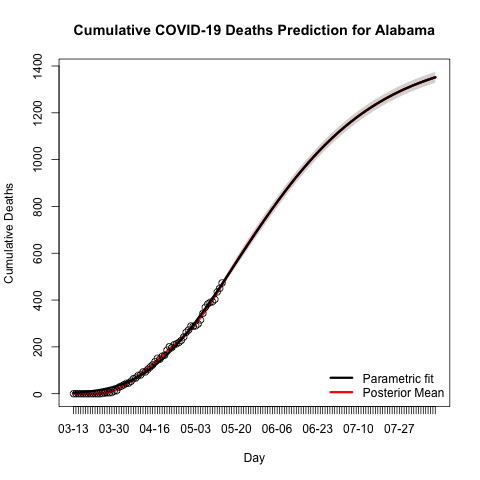 Cumulative COVID-19 Deaths Prediction for Alabama
Cumulative Deaths
1400
1200
1000
800
600
400
200
0
Parametric fit
Posterior Mean
03-13 03-30 04-16 05-03 05-20 06-06 06-23 07-10 07-27
Day